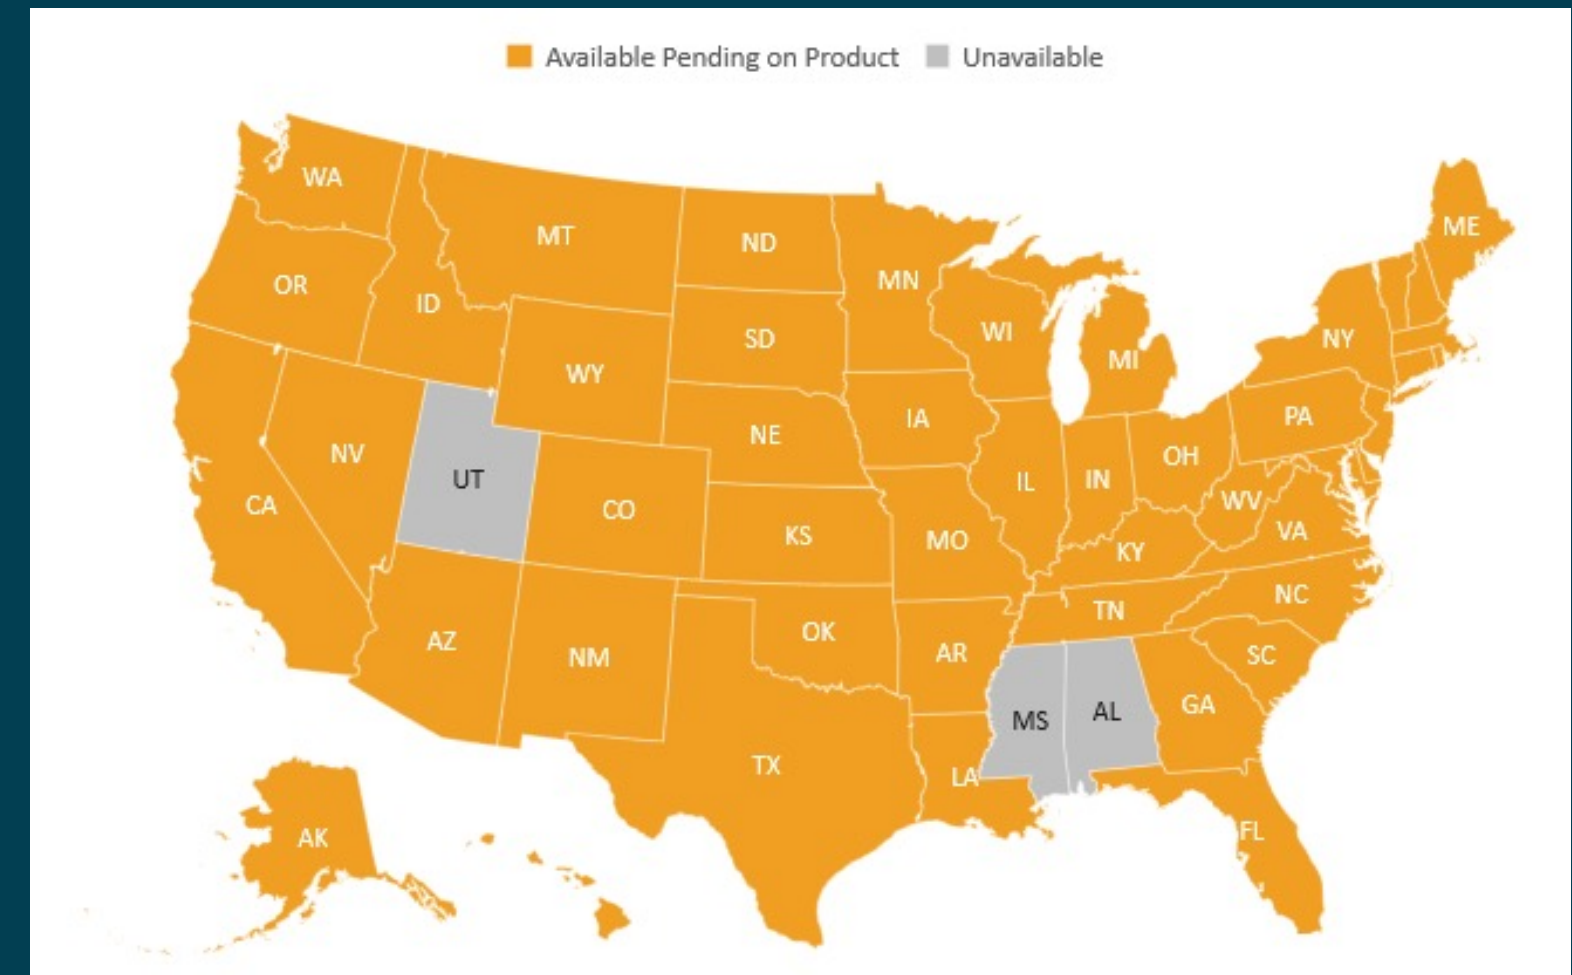 Available Pending on Product Unavailable
WA
MT
ND
MN
ME
OR
ID
SD
WI
NY
MI
WY
IA
PA
NE
NV
UT
OH
IL
IN
CA
CO
WV
KS
MO
VA
KY
NC
TN
AZ
OK
NM
AR
SC
MS
AL
GA
TX
LA
FL
AK